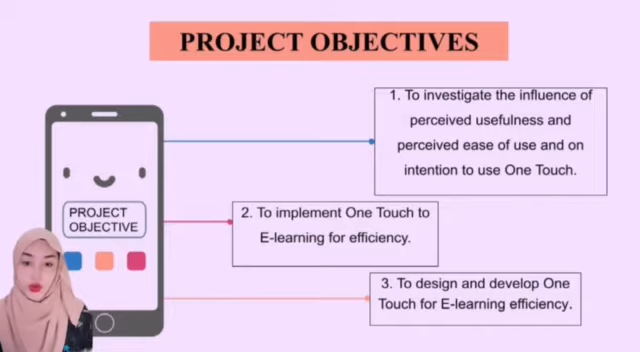 PROJECT OBJECTIVES
PROJECT
OBJECTIVE
1. To investigate the influence of
perceived usefulness and
perceived ease of use and on
intention to use One Touch.
2. To implement One Touch to
E-learning for efficiency.
3. To design and develop One
Touch for E-learning efficiency.